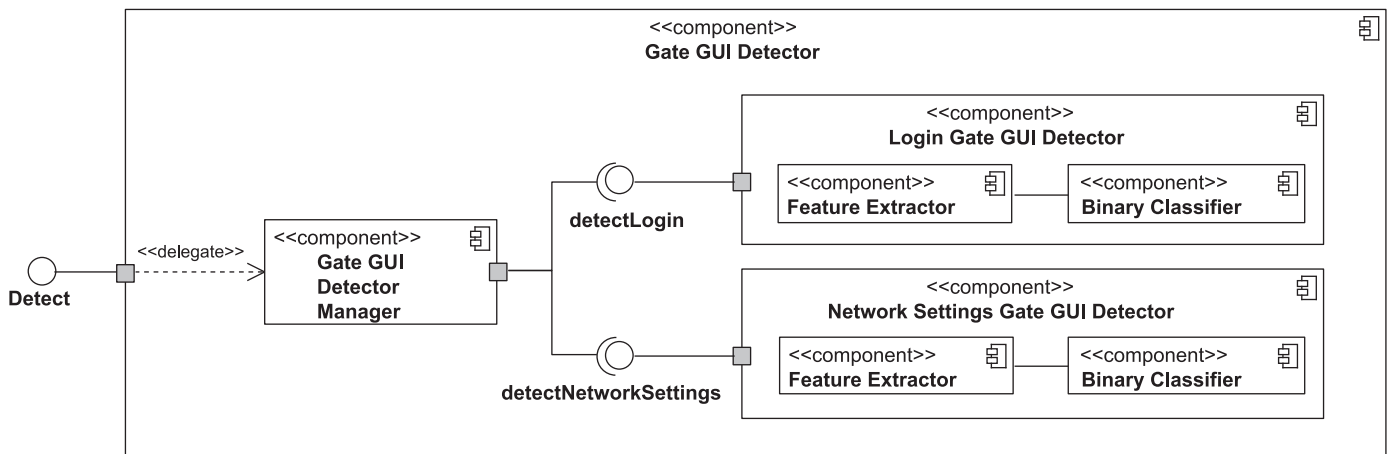 <<component>>
Gate GUI Detector
<<component>>
Login Gate GUI Detector
<<component>>
Feature Extractor
<<component>>
Binary Classifier
detectLogin
<<delegate>>
<<component>>
Gate GUI
Detector
Manager
Detect
<<component>>
Network Settings Gate GUI Detector
<<component>>
Feature Extractor
<<component>>
Binary Classifier
detectNetworkSettings